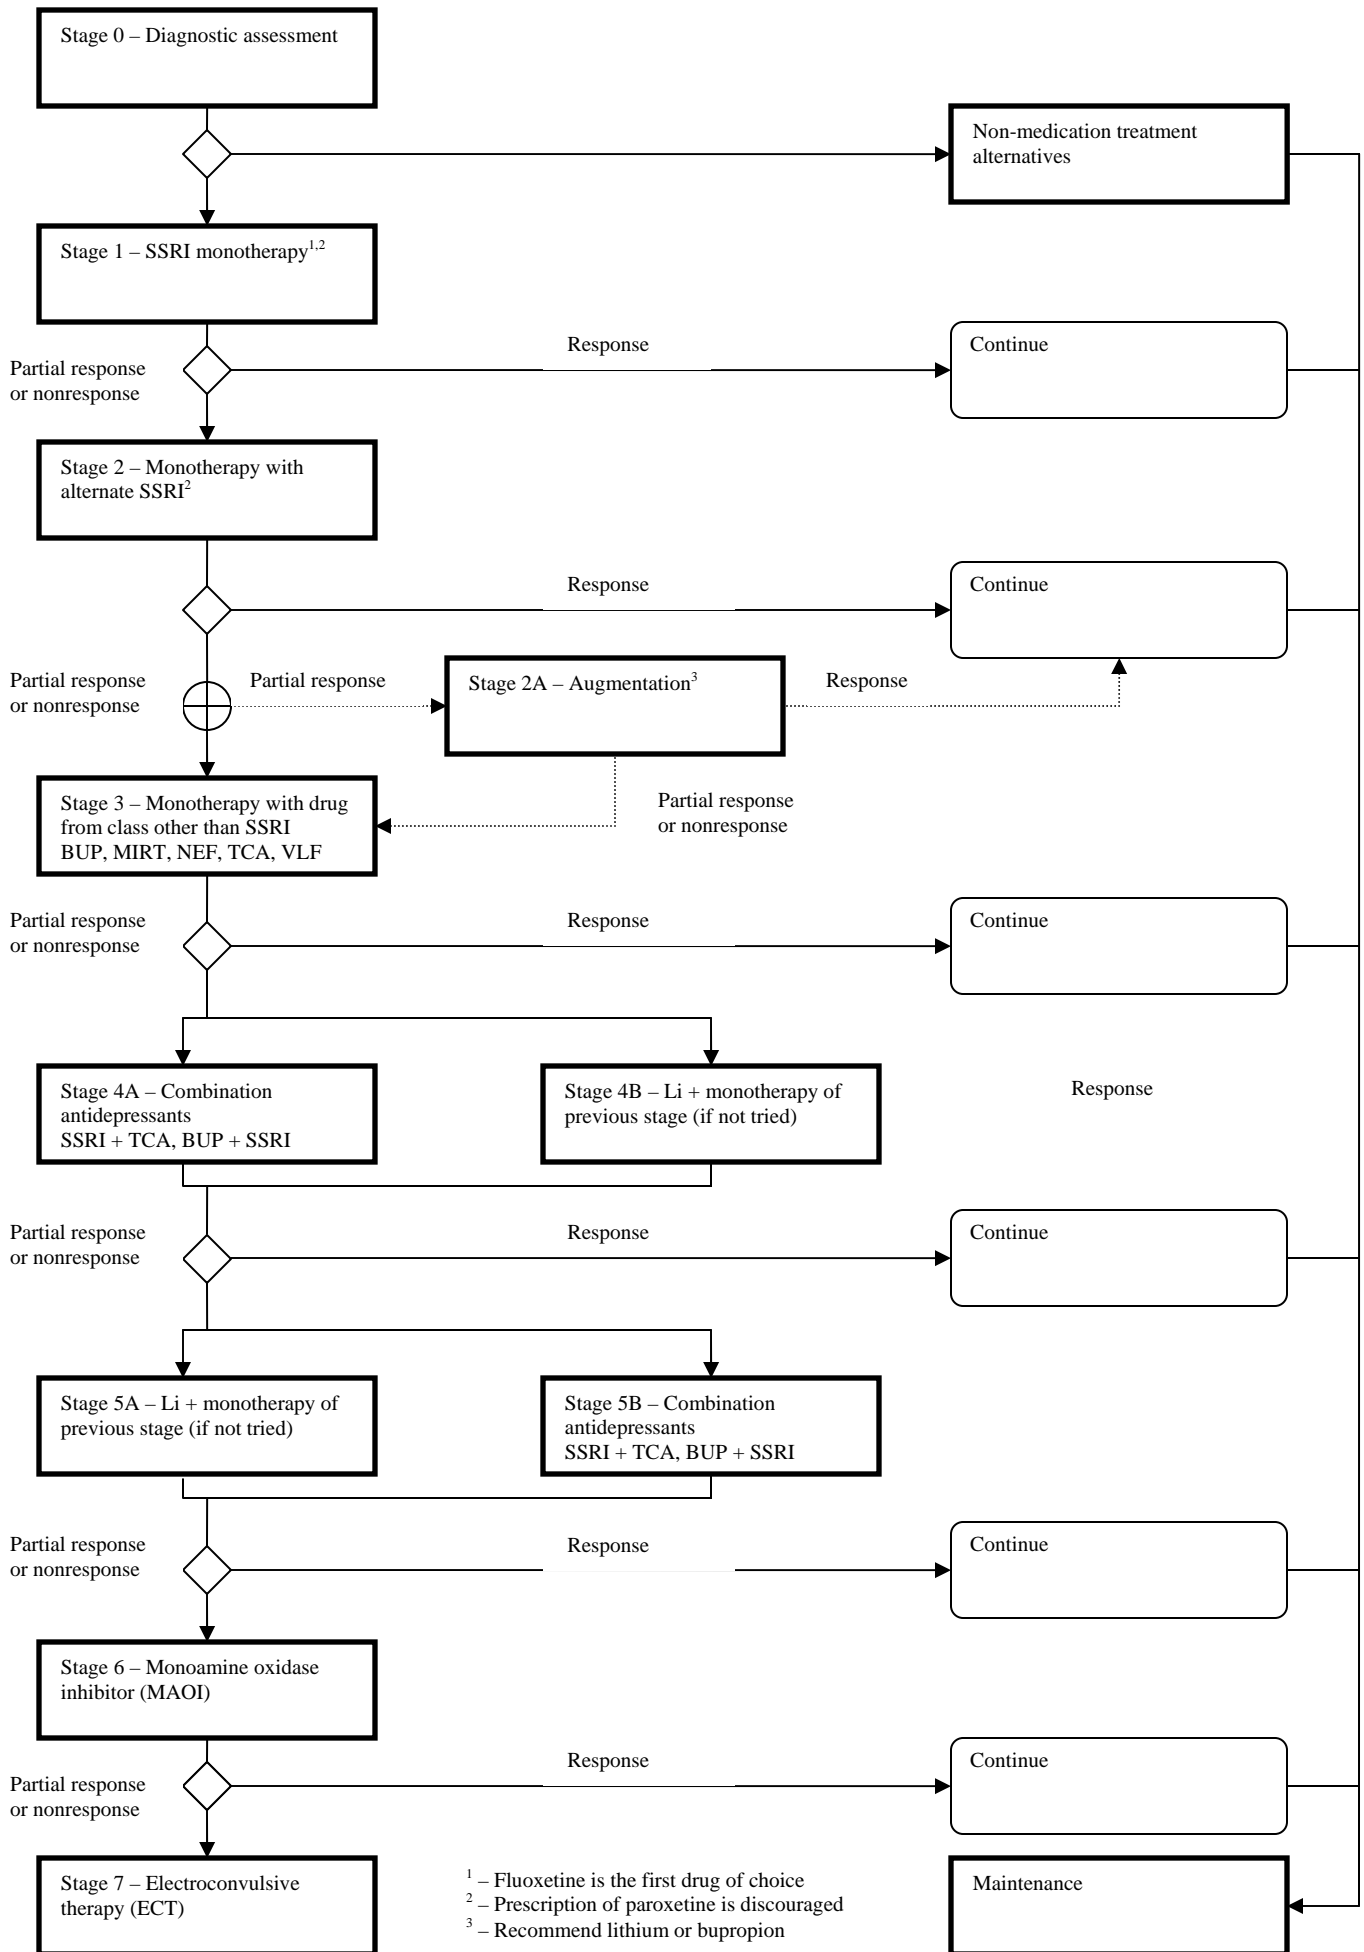 Stage 0 – Diagnostic assessment
Non-medication treatment
alternatives
Stage 1 – SSRI monotherapy1,2
Response
Continue
Partial response
or nonresponse
Stage 2 – Monotherapy with
alternate SSRI2
Response
Continue
Partial response
or nonresponse
Partial response
Stage 2A – Augmentation3
Response
Partial response
or nonresponse
Stage 3 – Monotherapy with drug
from class other than SSRI
BUP, MIRT, NEF, TCA, VLF
Partial response
or nonresponse
Response
Continue
Stage 4A – Combination
antidepressants
SSRI + TCA, BUP + SSRI
Stage 4B – Li + monotherapy of
previous stage (if not tried)
Response
Partial response
or nonresponse
Response
Continue
Stage 5A – Li + monotherapy of
previous stage (if not tried)
Stage 5B – Combination
antidepressants
SSRI + TCA, BUP + SSRI
Partial response
or nonresponse
Response
Continue
Stage 6 – Monoamine oxidase
inhibitor (MAOI)
Partial response
or nonresponse
Response
Continue
Stage 7 – Electroconvulsive
therapy (ECT)
1 – Fluoxetine is the first drug of choice
2 – Prescription of paroxetine is discouraged
3 – Recommend lithium or bupropion
Maintenance